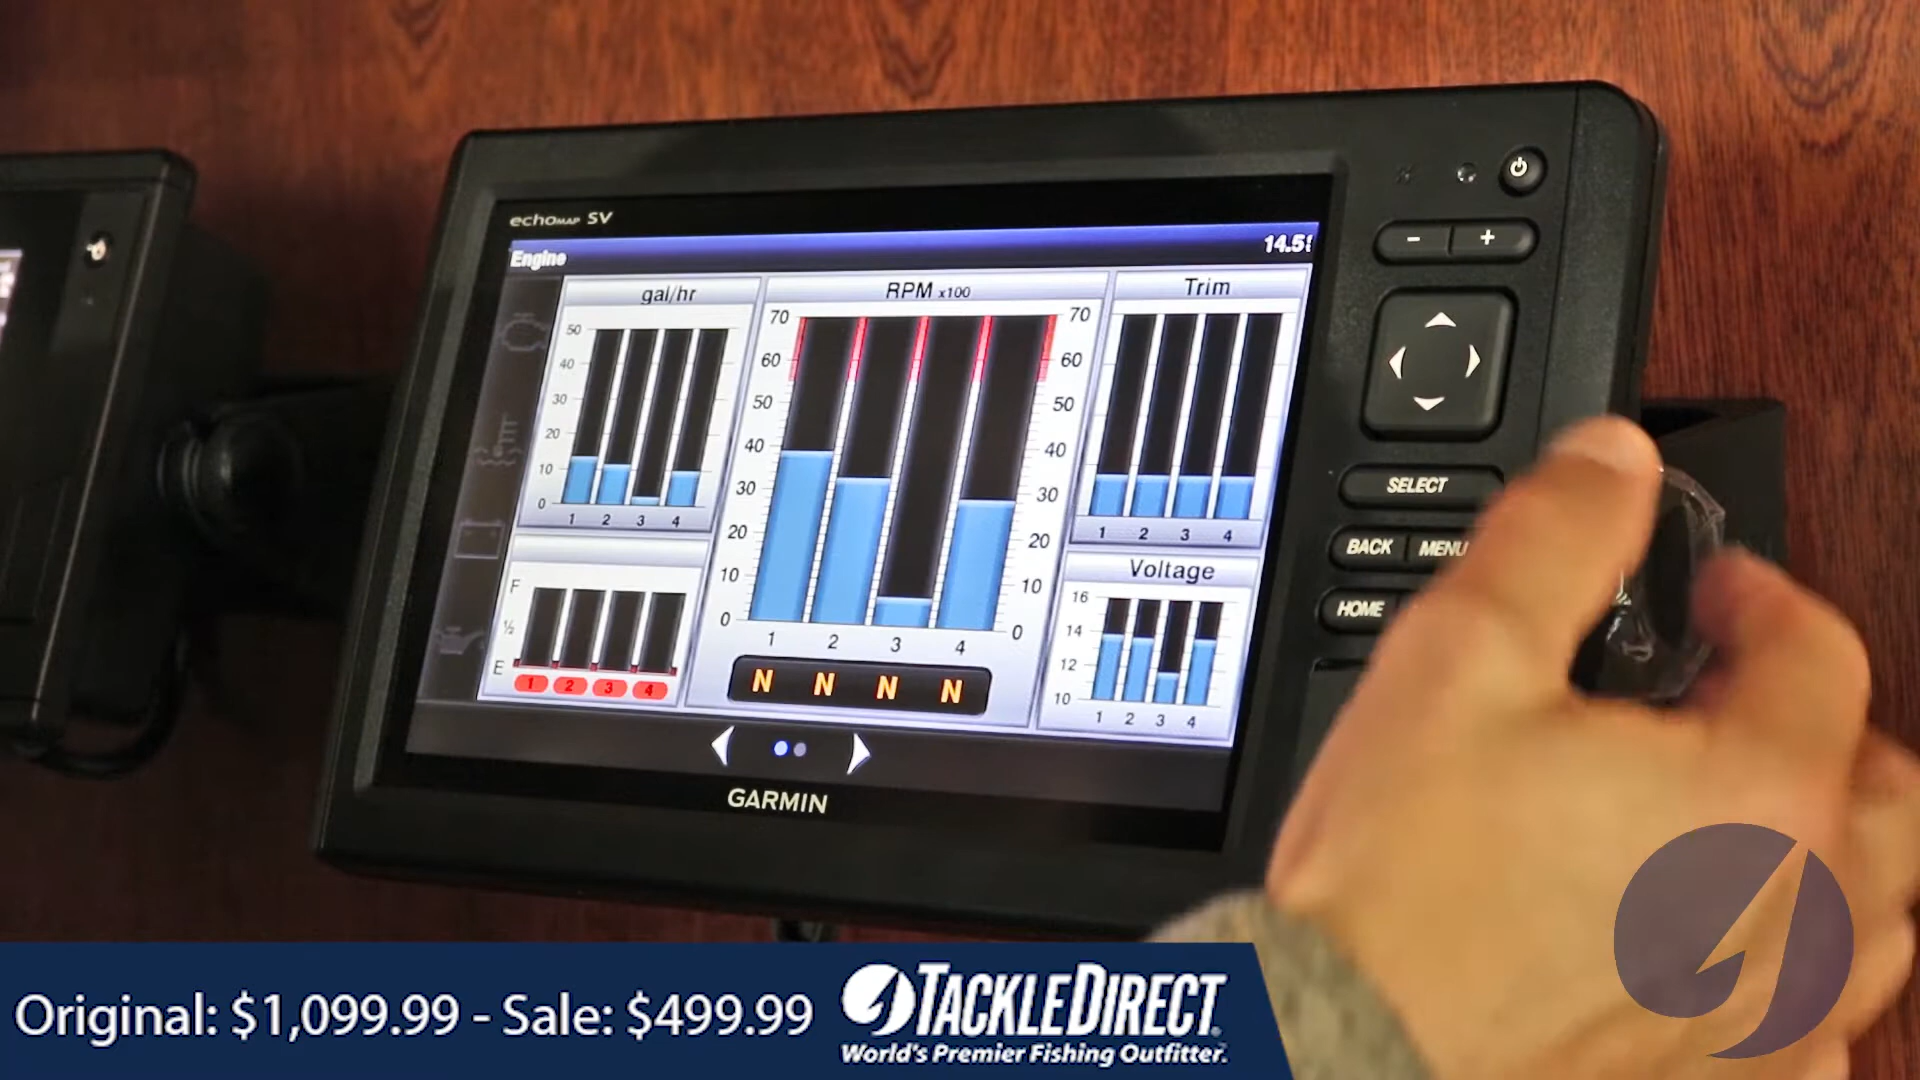 echoMAP SV
Engine
14.5
gal/hr
50
40
30
20
10
0
1 2 3 4
RPM x100
70 70
60 60
50 50
40 40
30 30
20 20
10 10
0 0
1 2 3 4
N N N N
Trim
1 2 3 4
F
½
E
1 2 3 4
Voltage
16
14
12
10
1 2 3 4
GARMIN
- +
SELECT
BACK MENU
HOME
Original: $1,099.99 - Sale: $499.99
TACKLEDIRECT
World's Premier Fishing Outfitter.